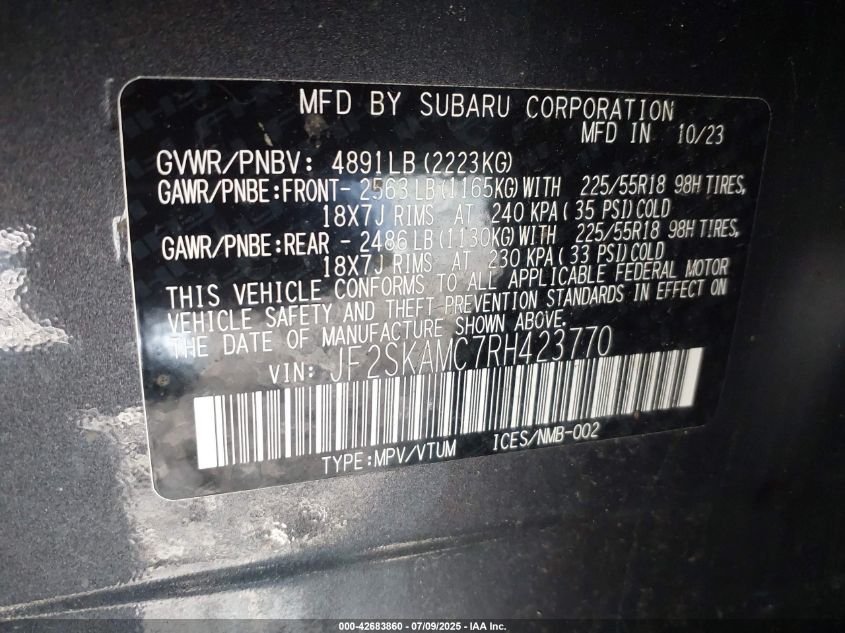 MFD BY SUBARU CORPORATION
MFD IN 10/23
GVWR/PNBV: 4891LB (2223KG)
GAWR/PNBE:FRONT- 2563LB(1165KG)WITH 225/55R18 98H TIRES,
18X7J RIMS AT 240 KPA( 35 PSI)COLD
GAWR/PNBE:REAR - 2486LB(1130KG)WITH 225/55R18 98H TIRES,
18X7J RIMS AT 230 KPA( 33 PSI)COLD
THIS VEHICLE CONFORMS TO ALL APPLICABLE FEDERAL MOTOR
VEHICLE SAFETY AND THEFT-PREVENTION STANDARDS IN EFFECT ON
THE DATE OF MANUFACTURE SHOWN ABOVE.
VIN: JF2SKAMC7RH423770
TYPE:MPV/VTUM ICES/NMB-002
000-42683860 / 07/09/2025 - IAA Inc.